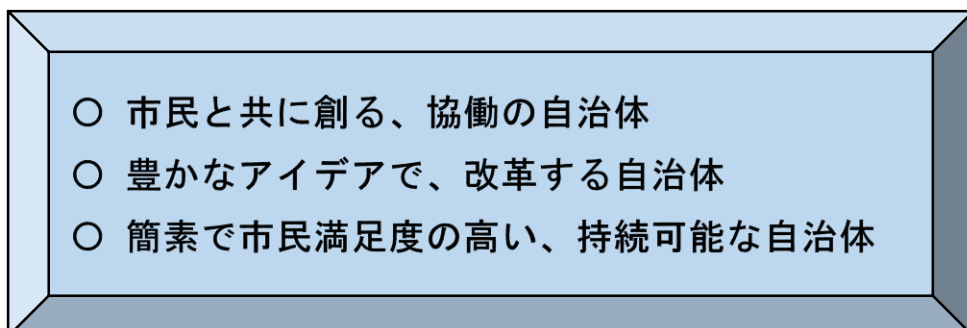 ○ 市民と共に創る、協働の自治体
○ 豊かなアイデアで、改革する自治体
○ 簡素で市民満足度の高い、持続可能な自治体